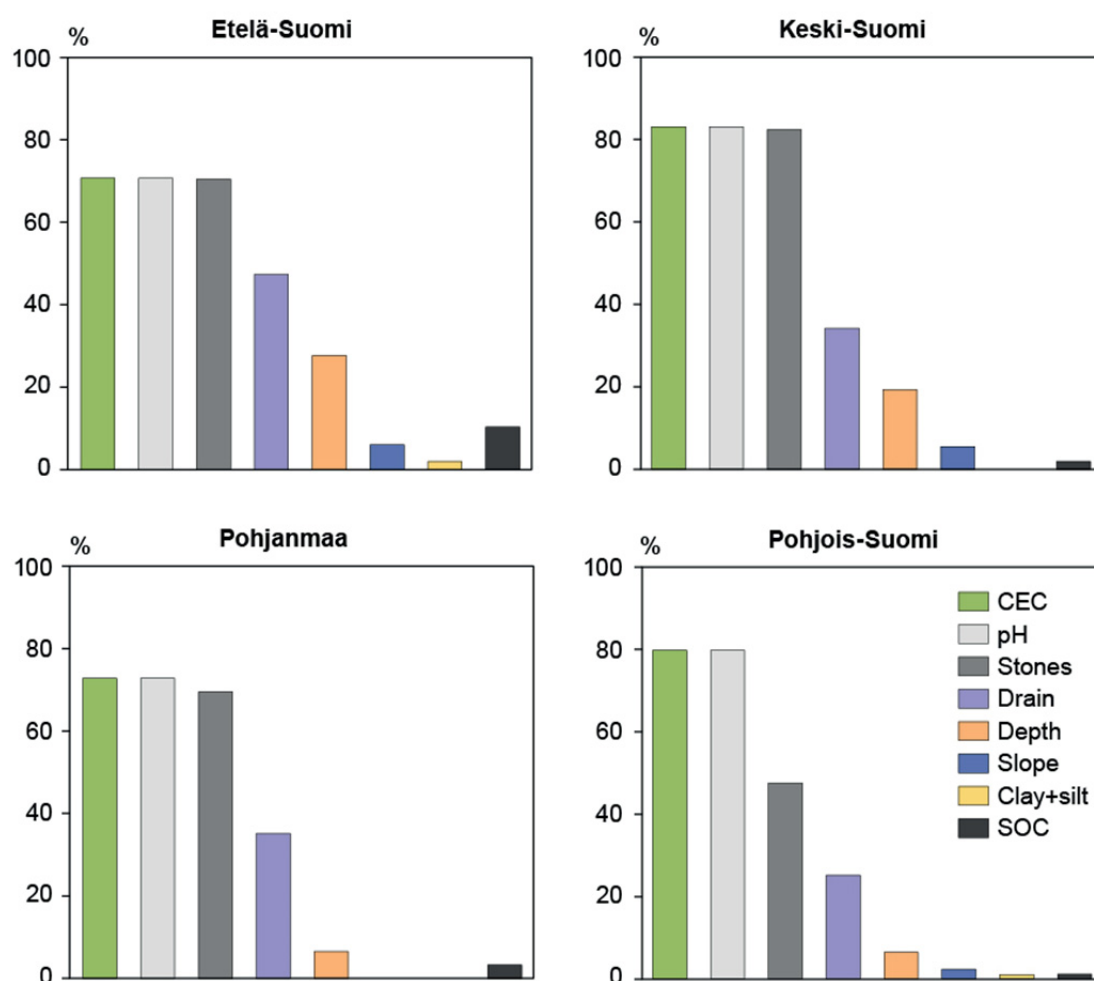 Etelä-Suomi
%
100
80
60
40
20
0
Keski-Suomi
%
100
80
60
40
20
0
Pohjanmaa
%
100
80
60
40
20
0
Pohjois-Suomi
%
100
80
60
40
20
0
CEC
pH
Stones
Drain
Depth
Slope
Clay+silt
SOC